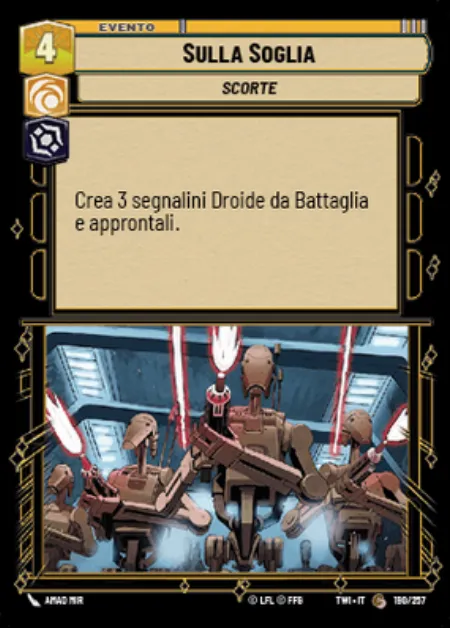 EVENTO
4
SULLA SOGLIA
SCORTE
Crea 3 segnalini Droide da Battaglia
e approntali.
AMAD MIR
© LFL © FFG
TWI • IT
190/257